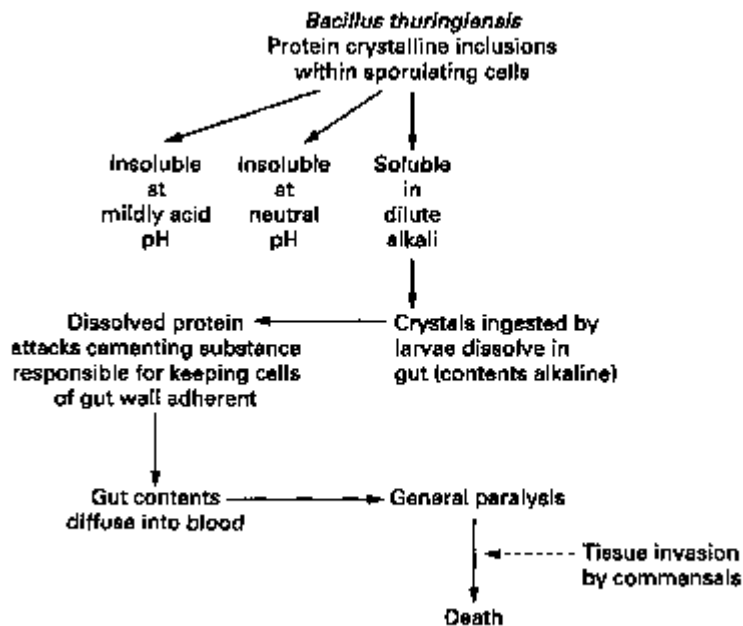 Bacillus thuringiensis
Protein crystalline inclusions
within sporulating cells
Insoluble
at
mildly acid
pH
Insoluble
at
neutral
pH
Soluble
in
dilute
alkali
Dissolved protein
attacks cementing substance
responsible for keeping cells
of gut wall adherent
Crystals ingested by
larvae dissolve in
gut (contents alkaline)
Gut contents
diffuse into blood
General paralysis
Tissue invasion
by commensals
Death